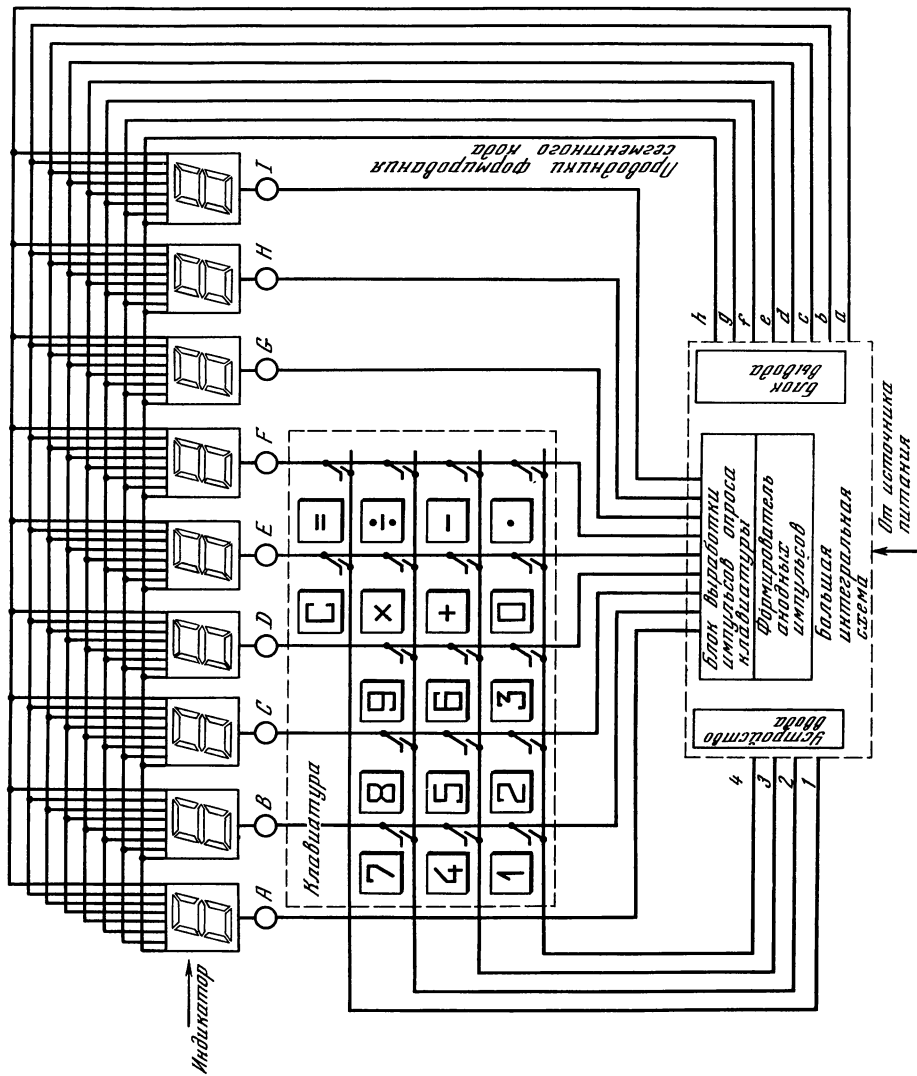 Индикатор
A
B
C
D
E
F
G
H
I
Проводники формирования
сегментного кода
Клавиатура
C
=
7
8
9
×
÷
4
5
6
+
-
1
2
3
0
.
4
3
2
1
Устройство
ввода
Блок выработки
импульсов опроса
клавиатуры
Формирователь
анодных
импульсов
большая
интегральная
схема
Блок
вывода
h
g
f
e
d
c
b
a
От источника
питания